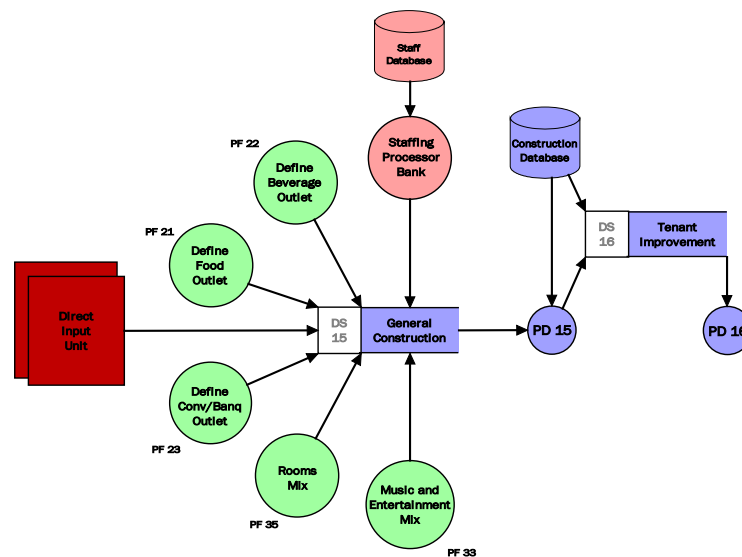 Staff
Database
Staffing
Processor
Bank
Construction
Database
PF 22
Define
Beverage
Outlet
PF 21
Define
Food
Outlet
DS
16
Tenant
Improvement
Direct
Input
Unit
DS
15
General
Construction
PD 15
PD 16
Define
Conv/Banq
Outlet
PF 23
Rooms
Mix
PF 35
Music and
Entertainment
Mix
PF 33